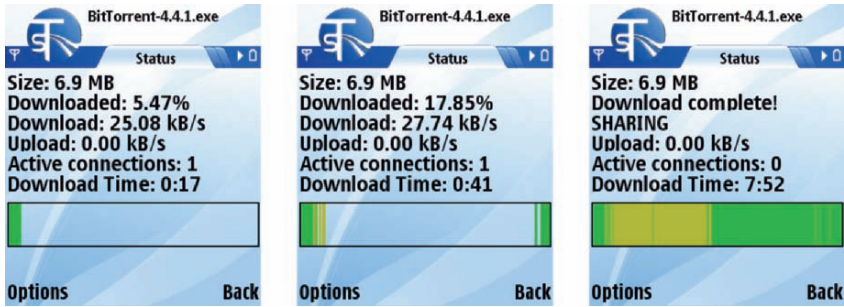 BitTorrent-4.4.1.exe
ST
Status
Size: 6.9 MB
Downloaded: 5.47%
Download: 25.08 kB/s
Upload: 0.00 kB/s
Active connections: 1
Download Time: 0:17
Options Back
BitTorrent-4.4.1.exe
ST
Status
Size: 6.9 MB
Downloaded: 17.85%
Download: 27.74 kB/s
Upload: 0.00 kB/s
Active connections: 1
Download Time: 0:41
Options Back
BitTorrent-4.4.1.exe
ST
Status
Size: 6.9 MB
Download complete!
SHARING
Upload: 0.00 kB/s
Active connections: 0
Download Time: 7:52
Options Back